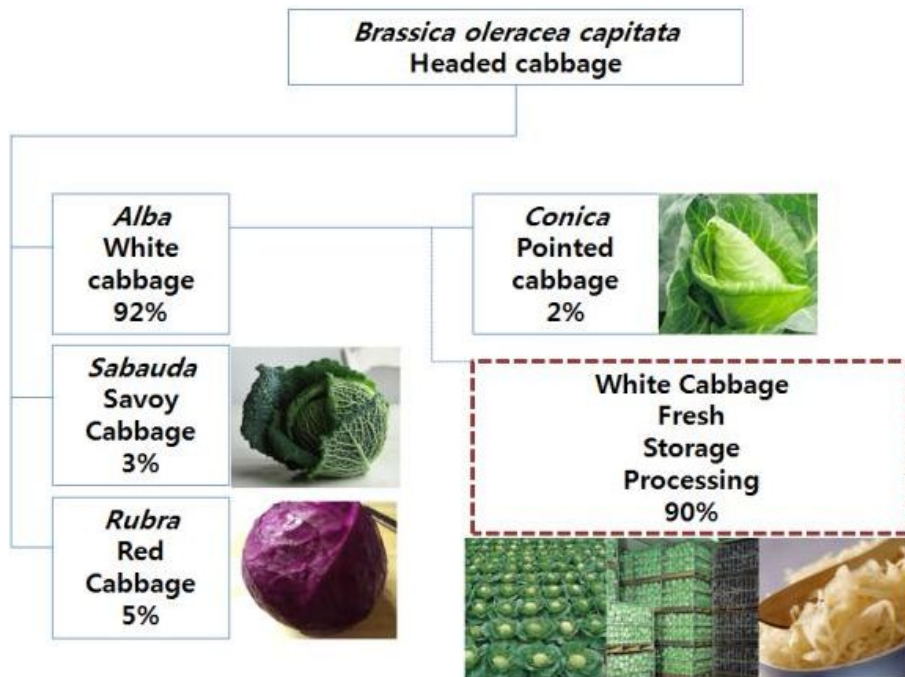 Brassica oleracea capitata
Headed cabbage
Alba
White
cabbage
92%
Conica
Pointed
cabbage
2%
Sabauda
Savoy
Cabbage
3%
White Cabbage
Fresh
Storage
Processing
90%
Rubra
Red
Cabbage
5%